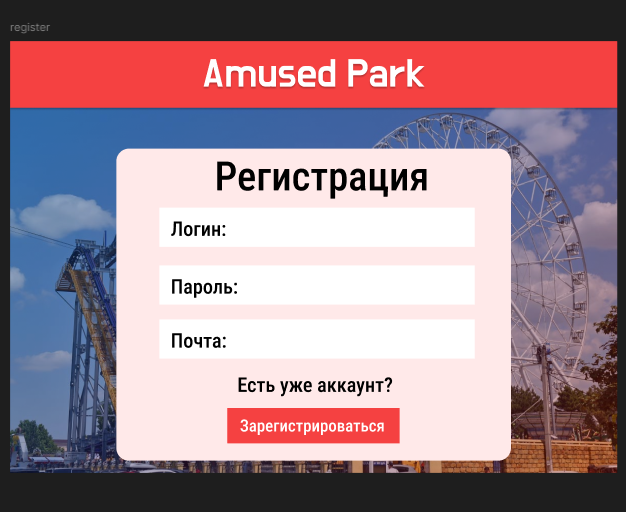 register
Amused Park
Регистрация
Логин:
Пароль:
Почта:
Есть уже аккаунт?
Зарегистрироваться